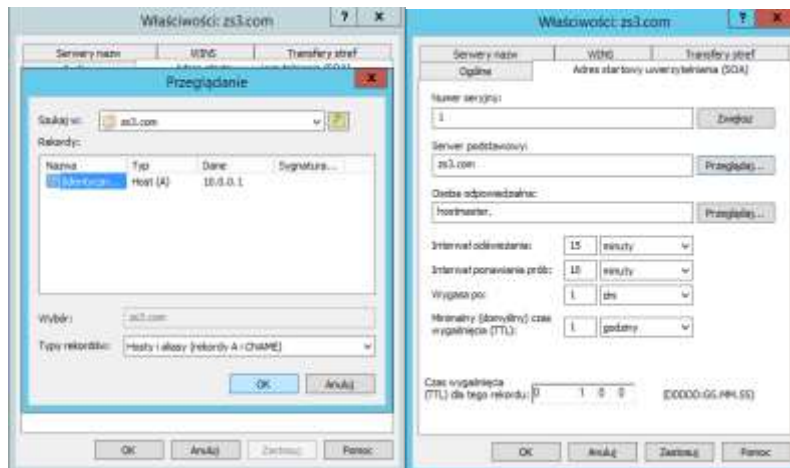 Właściwości: zs3.com
Serwery nazw WINS Transfery stref
Przeglądanie
Szukaj w: zs3.com
Rekordy:
Nazwa Typ Dane Sygnatura...
Host (A) 10.0.0.1
Wybór: zs3.com
Typy rekordów: Hosty i aliasy (rekordy A i CNAME)
OK Anuluj
OK Anuluj Zastosuj Pomoc
Właściwości: zs3.com
Serwery nazw WINS Transfery stref
Ogólne Adres startowy uwierzytelniania (SOA)
Numer seryjny:
1 Zwiększ
Serwer podstawowy:
zs3.com Przeglądaj...
Osoba odpowiedzialna:
hostmaster. Przeglądaj...
Interwał odświeżania: 15 minuty
Interwał ponawiania prób: 10 minuty
Wygasa po: 1 dni
Minimalny (domyślny) czas
wygaśnięcia (TTL): 1 godziny
Czas wygaśnięcia
(TTL) dla tego rekordu: 0 1 0 0 (DDDDD:GG.MM.SS)
OK Anuluj Zastosuj Pomoc